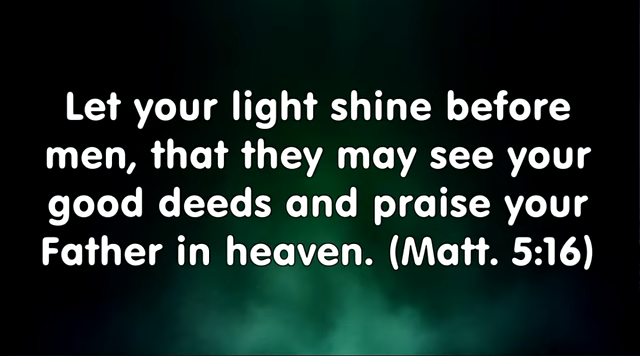 Let your light shine before
men, that they may see your
good deeds and praise your
Father in heaven. (Matt. 5:16)